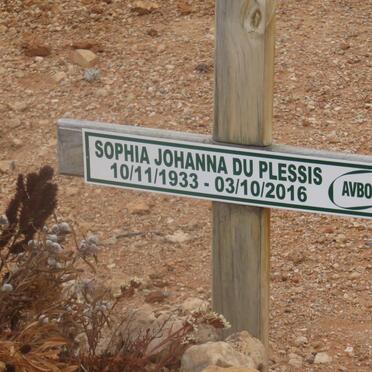 SOPHIA JOHANNA DU PLESSIS
10/11/1933 - 03/10/2016
AVBO